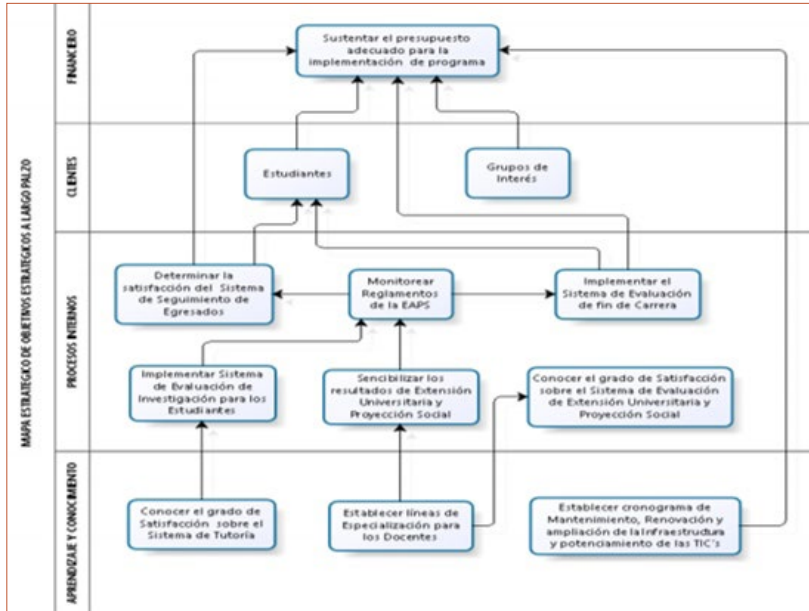 MAPA ESTRATEGICO DE OBJETIVOS ESTRATEGICOS A LARGO PALZO
FINANCIERO
Sustentar el presupuesto
adecuado para la
implementación de programa
CLIENTES
Estudiantes
Grupos de
Interés
PROCESOS INTERNOS
Determinar la
satisfacción del Sistema
de Seguimiento de
Egresados
Monitorear
Reglamentos
de la EAPS
Implementar el
Sistema de Evaluación
de fin de Carrera
Implementar Sistema
de Evaluación de
Investigación para los
Estudiantes
Sencibilizar los
resultados de Extensión
Universitaria y
Proyección Social
Conocer el grado de Satisfacción
sobre el Sistema de Evaluación
de Extensión Universitaria y
Proyección Social
APRENDIZAJE Y CONOCIMIENTO
Conocer el grado de
Satisfacción sobre el
Sistema de Tutoría
Establecer líneas de
Especialización para
los Docentes
Establecer cronograma de
Mantenimiento, Renovación y
ampliación de la Infraestructura
y potenciamiento de las TIC's